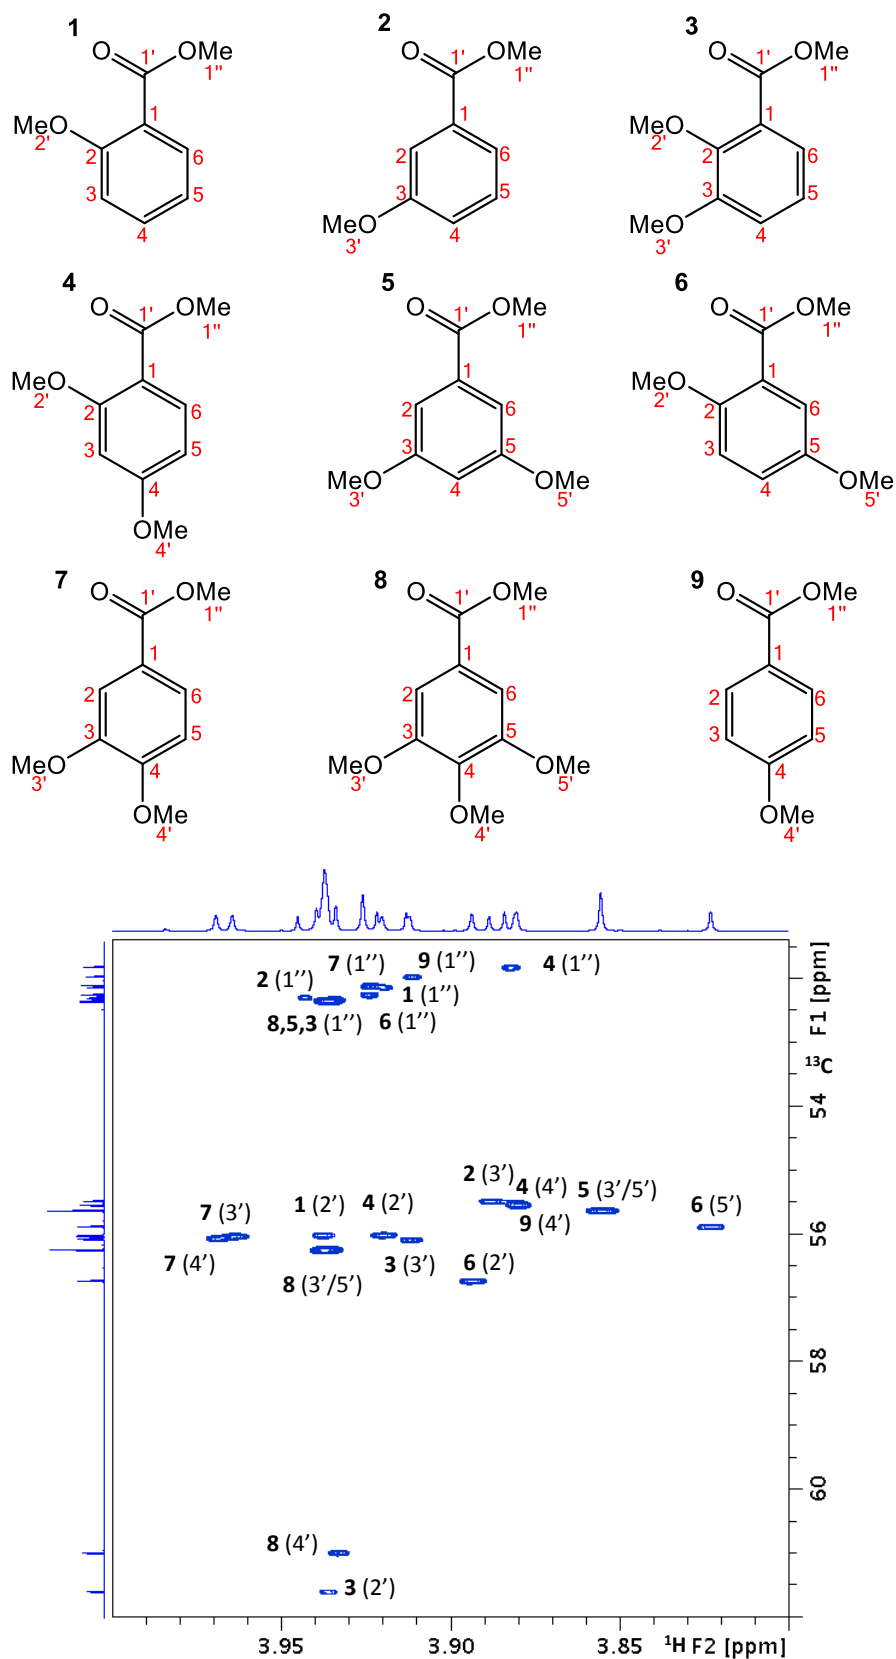 1 2 3
O OMe O OMe O OMe
1' 1'' 1' 1'' 1' 1''
MeO 1 1 MeO 1
2' 2 6 2 6 2' 2 6
3 5 3 5 MeO 3 5
4 MeO 4 3' 4
3'
4 5 6
O OMe O OMe O OMe
1' 1'' 1' 1'' 1' 1''
MeO 1 1 MeO 1
2' 2 6 2 6 2' 2 6
3 5 3 5 3 5
4 MeO 4 OMe 4 OMe
OMe 3' 5' 5'
4'
7 8 9
O OMe O OMe O OMe
1' 1'' 1' 1'' 1' 1''
1 1 1
2 6 2 6 2 6
3 5 3 5 3 5
MeO 4 MeO 4 OMe 4
3' OMe 3' OMe 5' OMe
4' 4' 4'
7 (1’’) 9 (1’’) 4 (1’’)
2 (1’’) 1 (1’’)
8,5,3 (1’’) 6 (1’’)
2 (3’)
4 (4’) 5 (3’/5’)
7 (3’) 1 (2’) 4 (2’) 9 (4’) 6 (5’)
7 (4’) 3 (3’) 6 (2’)
8 (3’/5’)
8 (4’)
3 (2’)
F1 [ppm]
13C
54
56
58
60
3.95 3.90 3.85 1H F2 [ppm]